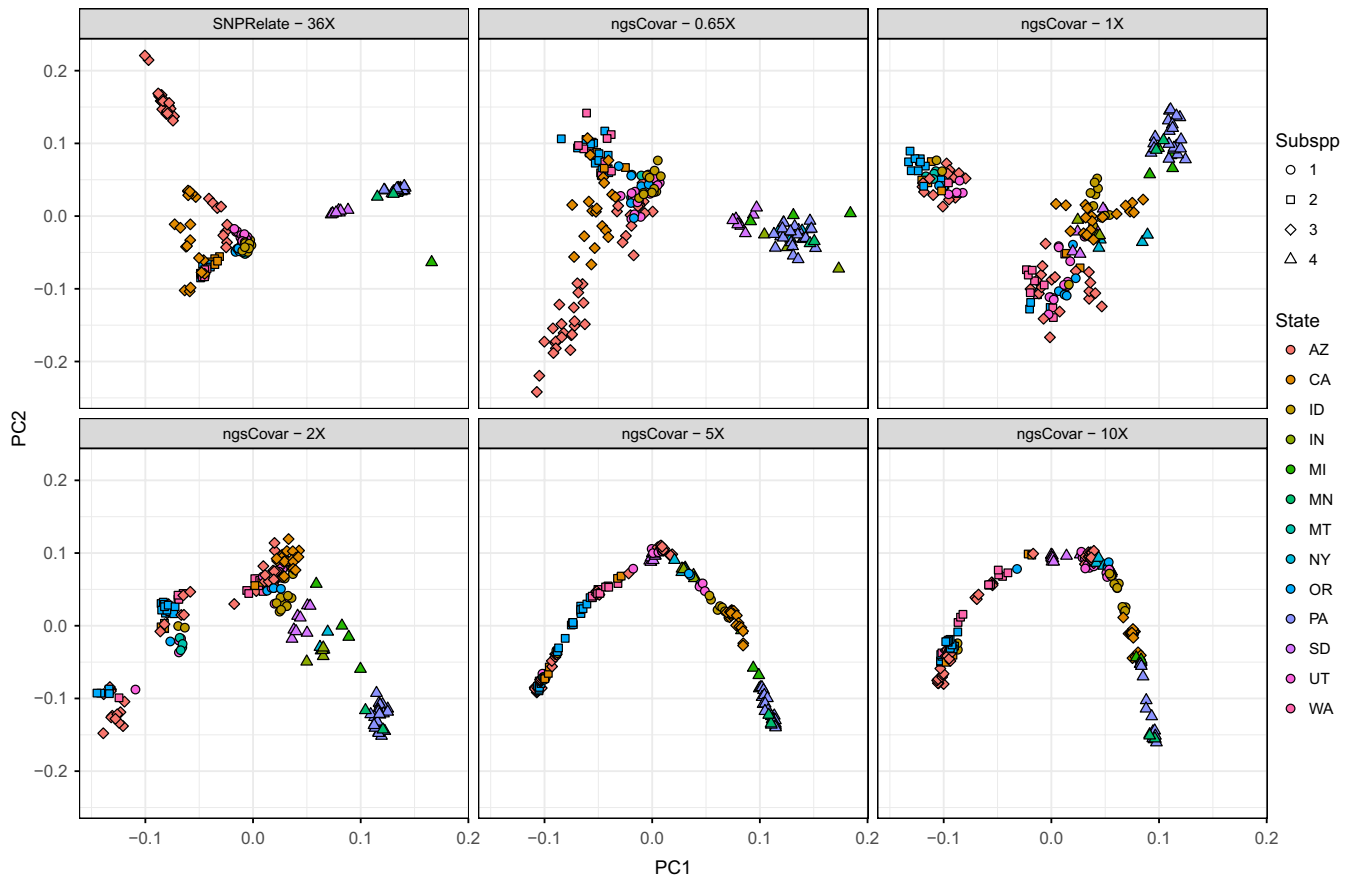 SNPRelate − 36X
ngsCovar − 0.65X
ngsCovar − 1X
0.2
0.1
0.0
−0.1
−0.2
ngsCovar − 2X
ngsCovar − 5X
ngsCovar − 10X
0.2
0.1
0.0
−0.1
−0.2
−0.1 0.0 0.1 0.2
−0.1 0.0 0.1 0.2
−0.1 0.0 0.1 0.2
PC1
PC2
Subspp
1
2
3
4
State
AZ
CA
ID
IN
MI
MN
MT
NY
OR
PA
SD
UT
WA